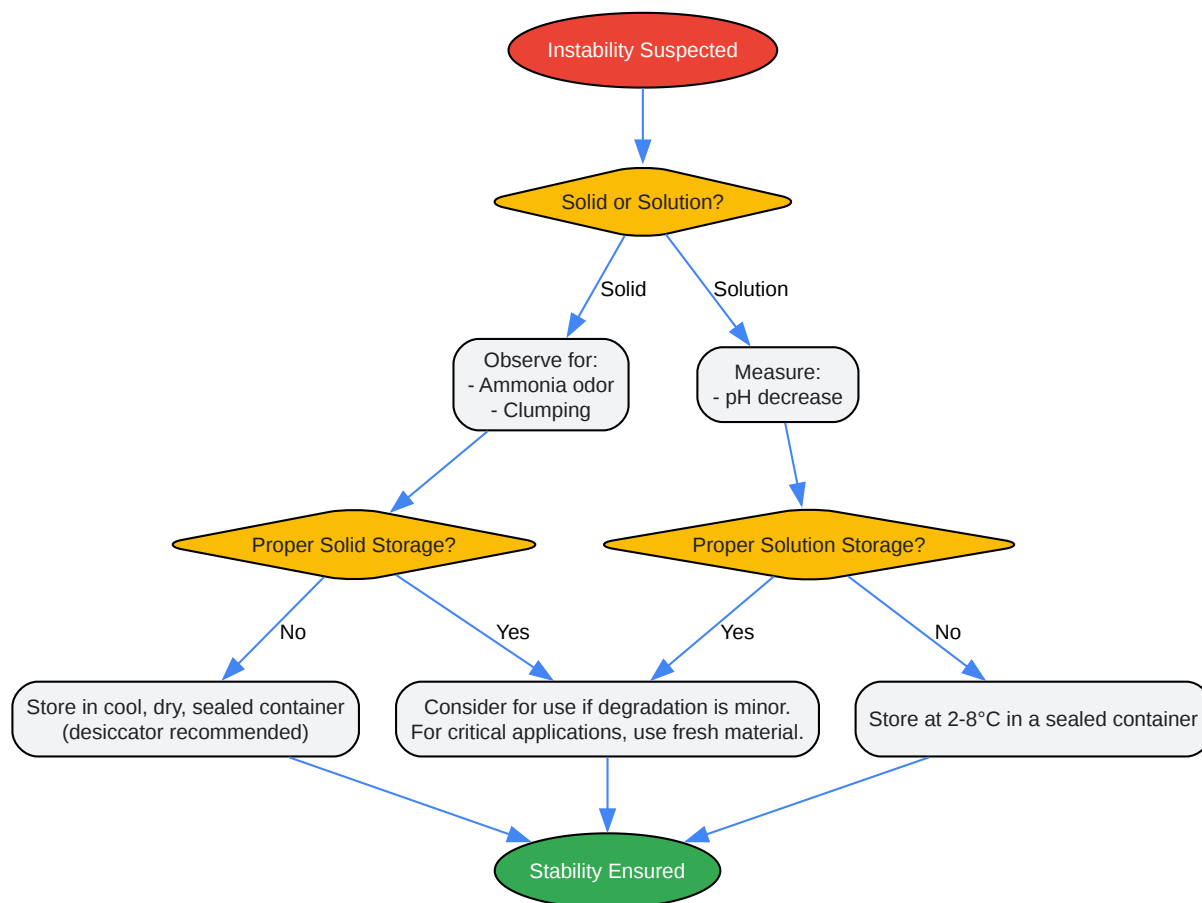 Instability Suspected
Solid or Solution?
Solid
Solution
Observe for:
- Ammonia odor
- Clumping
Measure:
- pH decrease
Proper Solid Storage?
Proper Solution Storage?
No
Yes
Yes
No
Store in cool, dry, sealed container
(desiccator recommended)
Consider for use if degradation is minor.
For critical applications, use fresh material.
Store at 2-8°C in a sealed container
Stability Ensured